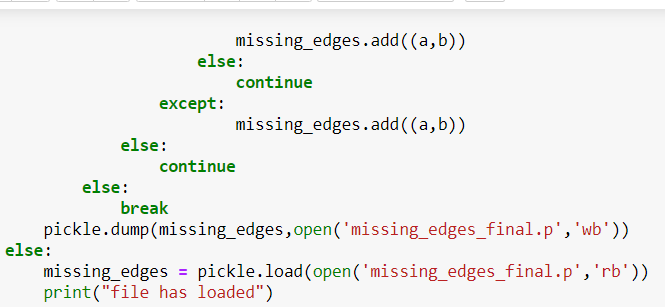 missing_edges.add((a,b))
else:
continue
except:
missing_edges.add((a,b))
else:
continue
else:
break
pickle.dump(missing_edges,open('missing_edges_final.p','wb'))
else:
missing_edges = pickle.load(open('missing_edges_final.p','rb'))
print("file has loaded")